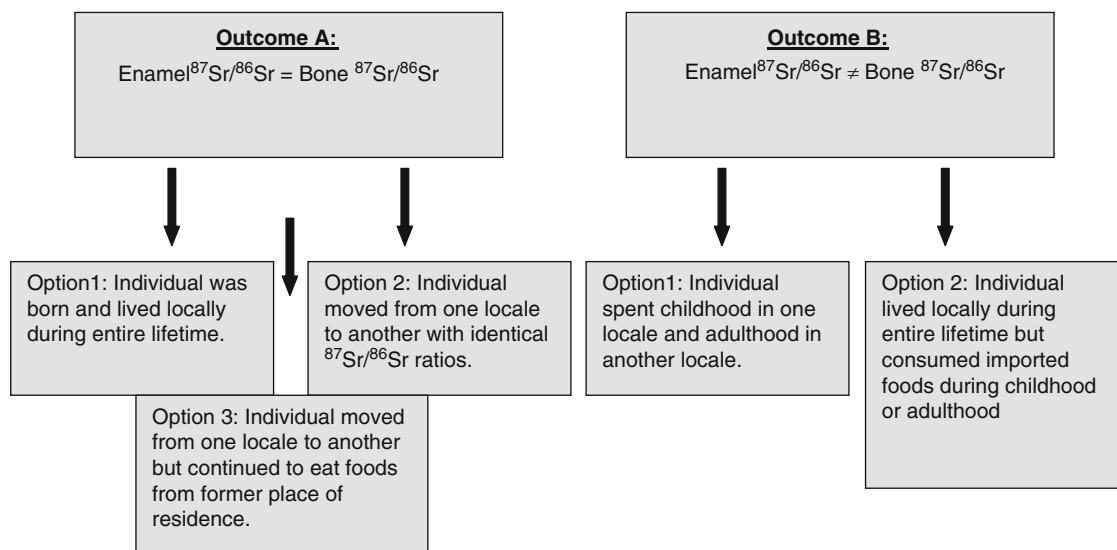 Outcome A:
Enamel⁸⁷Sr/⁸⁶Sr = Bone ⁸⁷Sr/⁸⁶Sr
Outcome B:
Enamel⁸⁷Sr/⁸⁶Sr ≠ Bone ⁸⁷Sr/⁸⁶Sr
Option1: Individual was
born and lived locally
during entire lifetime.
Option 2: Individual
moved from one locale
to another with identical
⁸⁷Sr/⁸⁶Sr ratios.
Option 3: Individual moved
from one locale to another
but continued to eat foods
from former place of
residence.
Option1: Individual
spent childhood in one
locale and adulthood in
another locale.
Option 2: Individual
lived locally during
entire lifetime but
consumed imported
foods during childhood
or adulthood